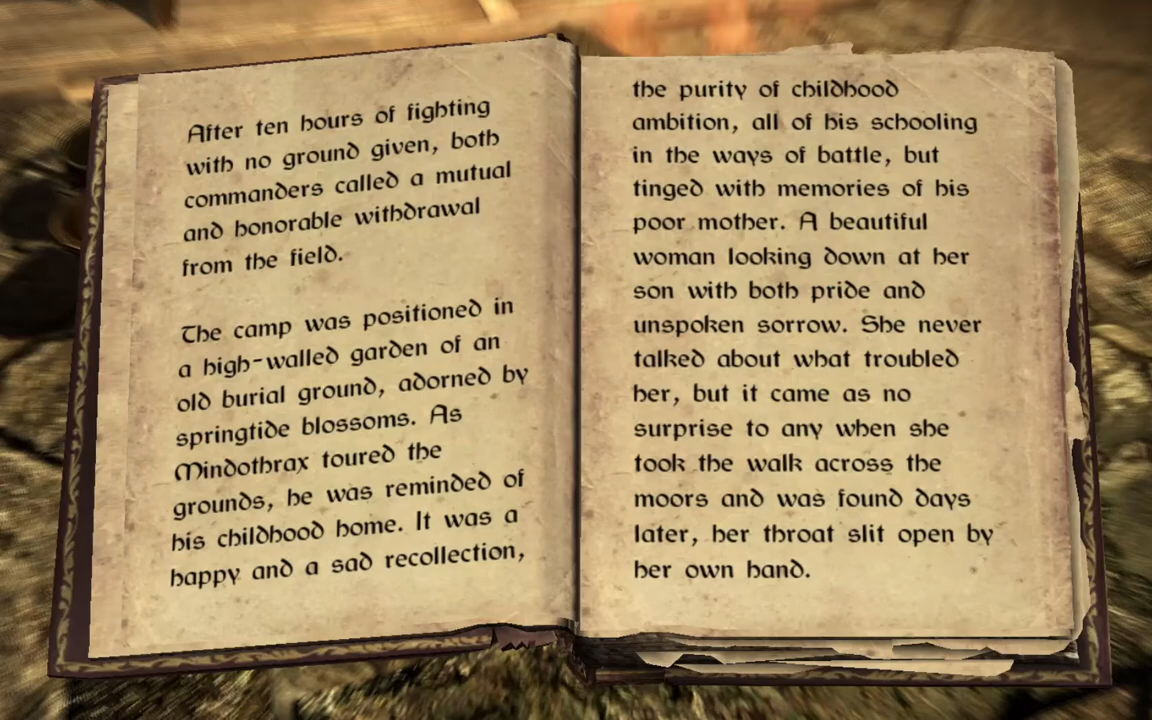 After ten hours of fighting
with no ground given, both
commanders called a mutual
and honorable withdrawal
from the field.
The camp was positioned in
a high-walled garden of an
old burial ground, adorned by
springtide blossoms. As
Mindothrax toured the
grounds, he was reminded of
his childhood home. It was a
happy and a sad recollection,
the purity of childhood
ambition, all of his schooling
in the ways of battle, but
tinged with memories of his
poor mother. A beautiful
woman looking down at her
son with both pride and
unspoken sorrow. She never
talked about what troubled
her, but it came as no
surprise to any when she
took the walk across the
moors and was found days
later, her throat slit open by
her own hand.